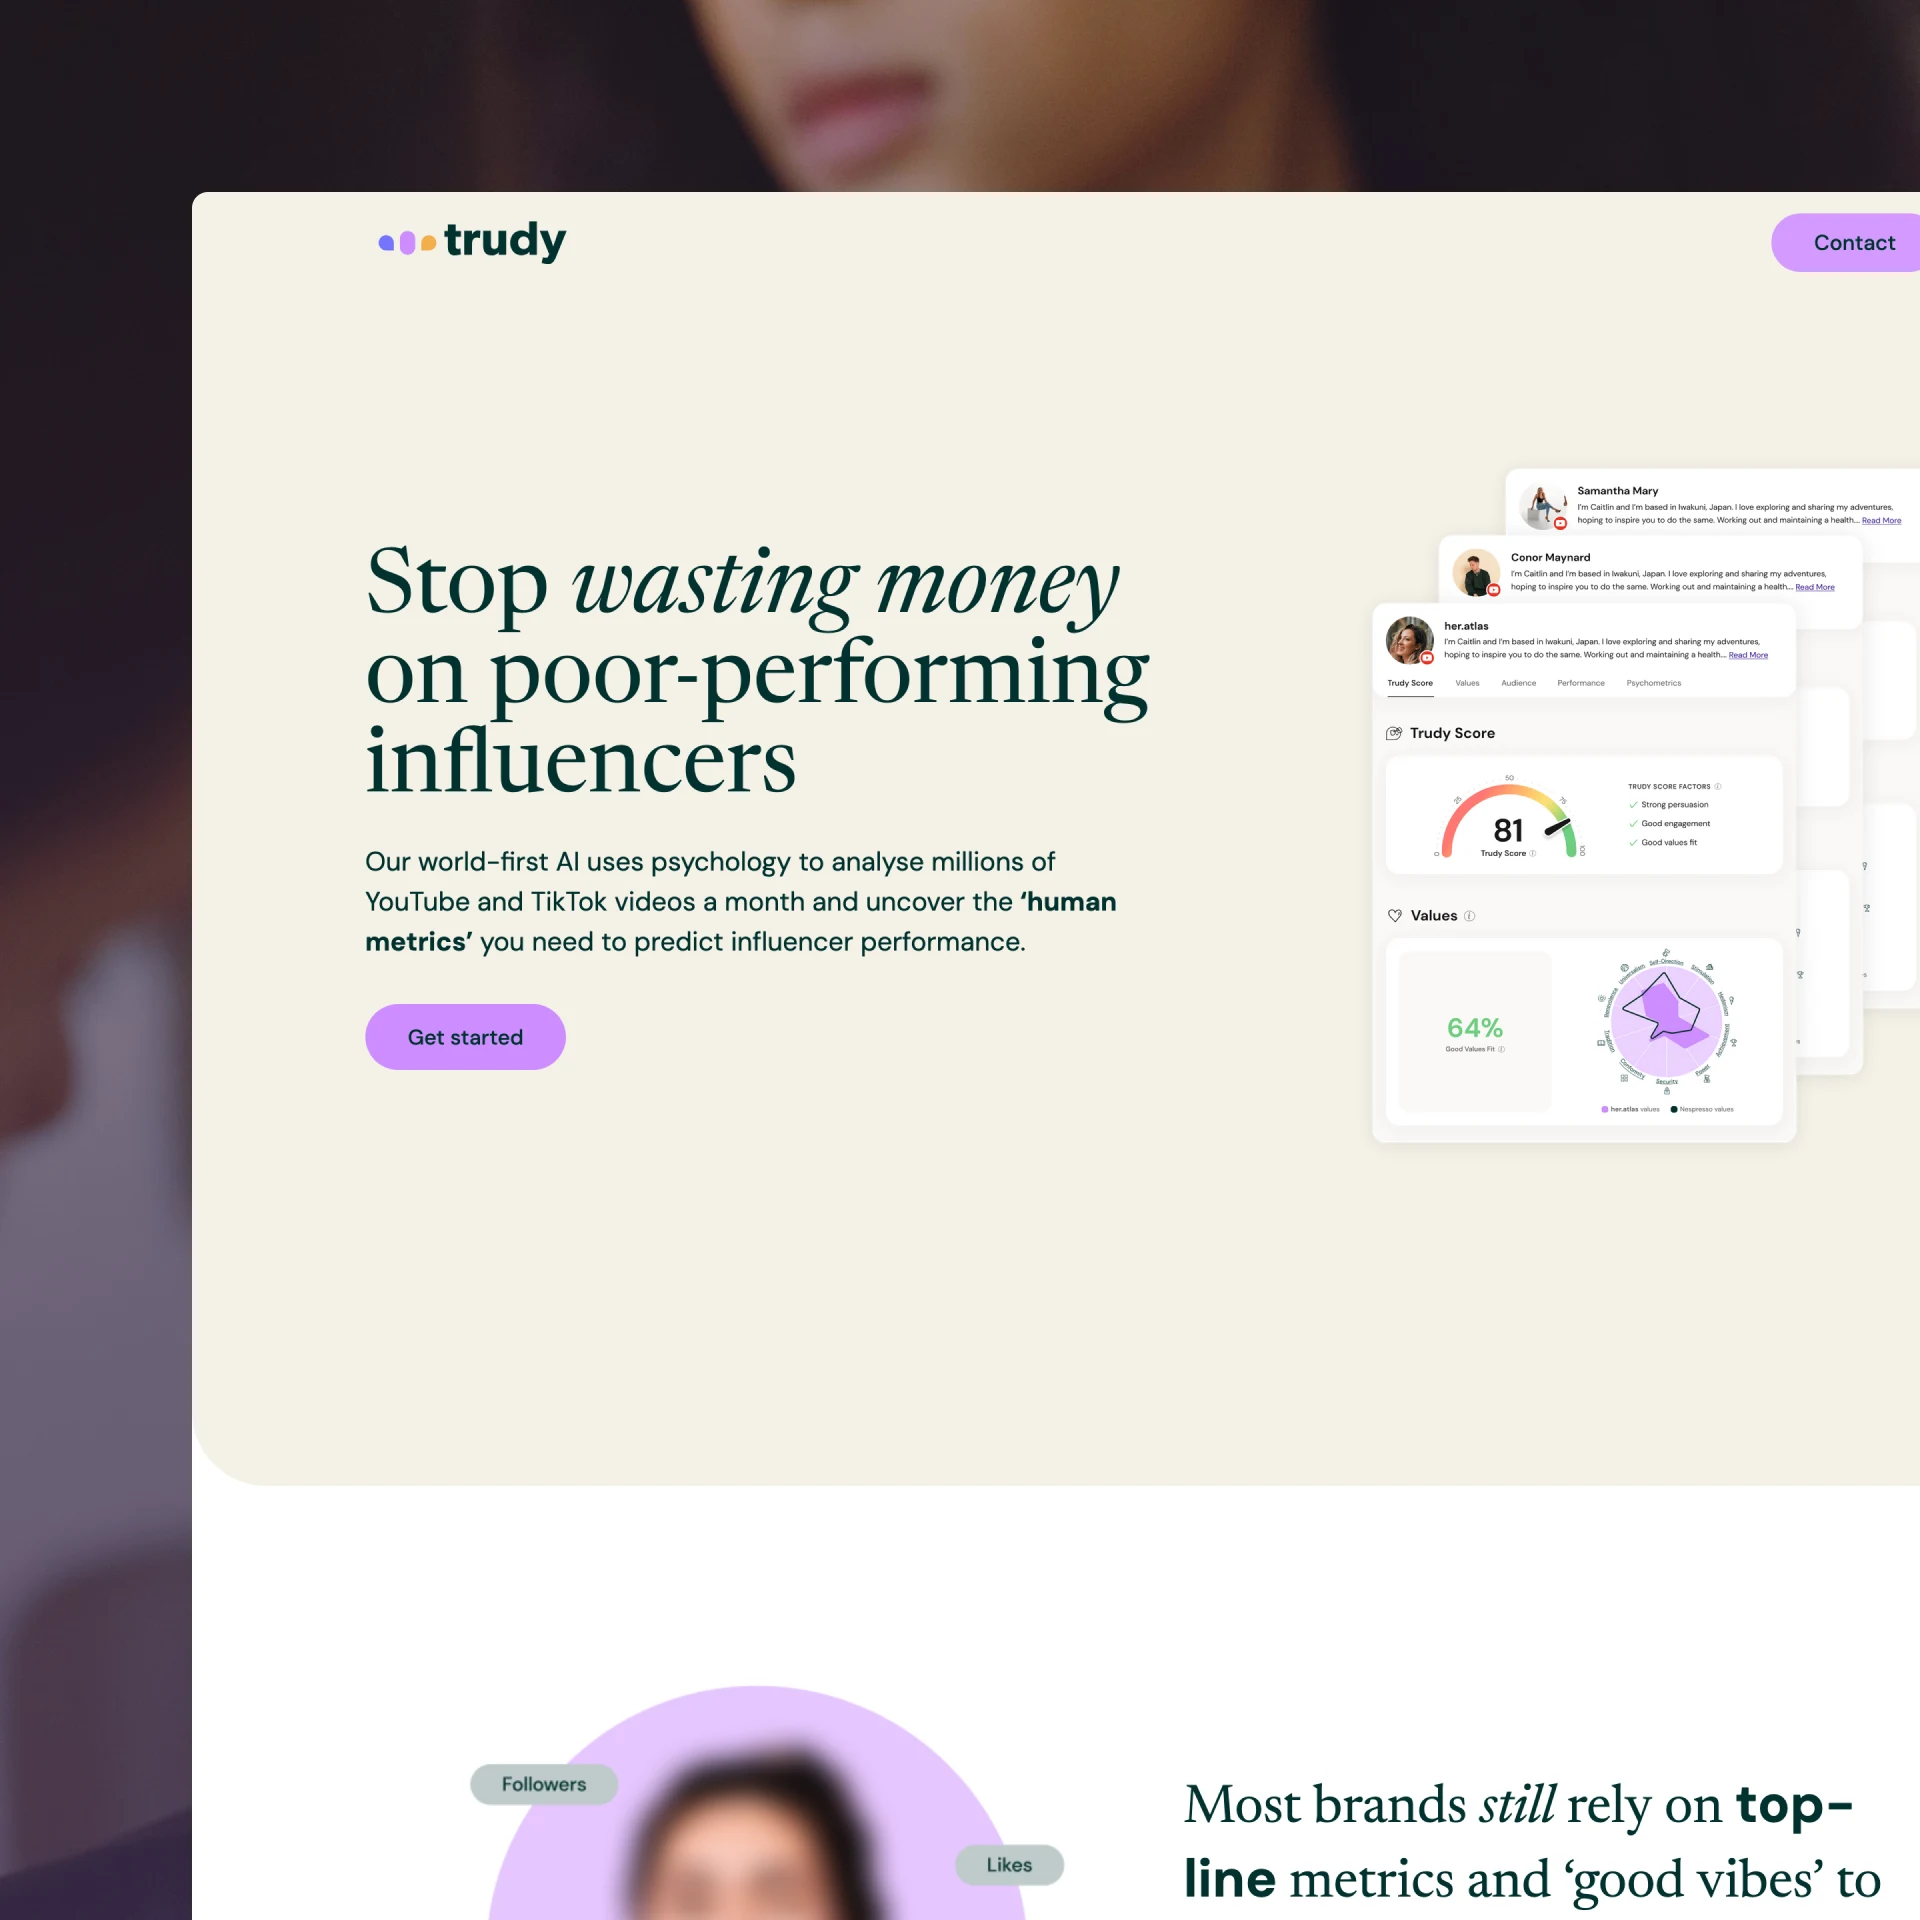 trudy
Contact
Stop wasting money
on poor-performing
influencers
Our world-first AI uses psychology to analyse millions of
YouTube and TikTok videos a month and uncover the ‘human
metrics’ you need to predict influencer performance.
Get started
Samantha Mary
I'm Caitlin and I'm based in Iwakuni, Japan. I love exploring and sharing my adventures,
hoping to inspire you to do the same. Working out and maintaining a health... Read More
Conor Maynard
I'm Caitlin and I'm based in Iwakuni, Japan. I love exploring and sharing my adventures,
hoping to inspire you to do the same. Working out and maintaining a health... Read More
her.atlas
I'm Caitlin and I'm based in Iwakuni, Japan. I love exploring and sharing my adventures,
hoping to inspire you to do the same. Working out and maintaining a health... Read More
Trudy Score Values Audience Performance Psychometrics
Trudy Score
0 25 50 75 100
81
Trudy Score
TRUDY SCORE FACTORS
Strong persuasion
Good engagement
Good values fit
Values
64%
Good Values Fit
Self-Direction
Stimulation
Hedonism
Achievement
Power
Security
Conformity
Tradition
Benevolence
Universalism
her.atlas values Nespresso values
Followers
Likes
Most brands still rely on top-
line metrics and ‘good vibes’ to